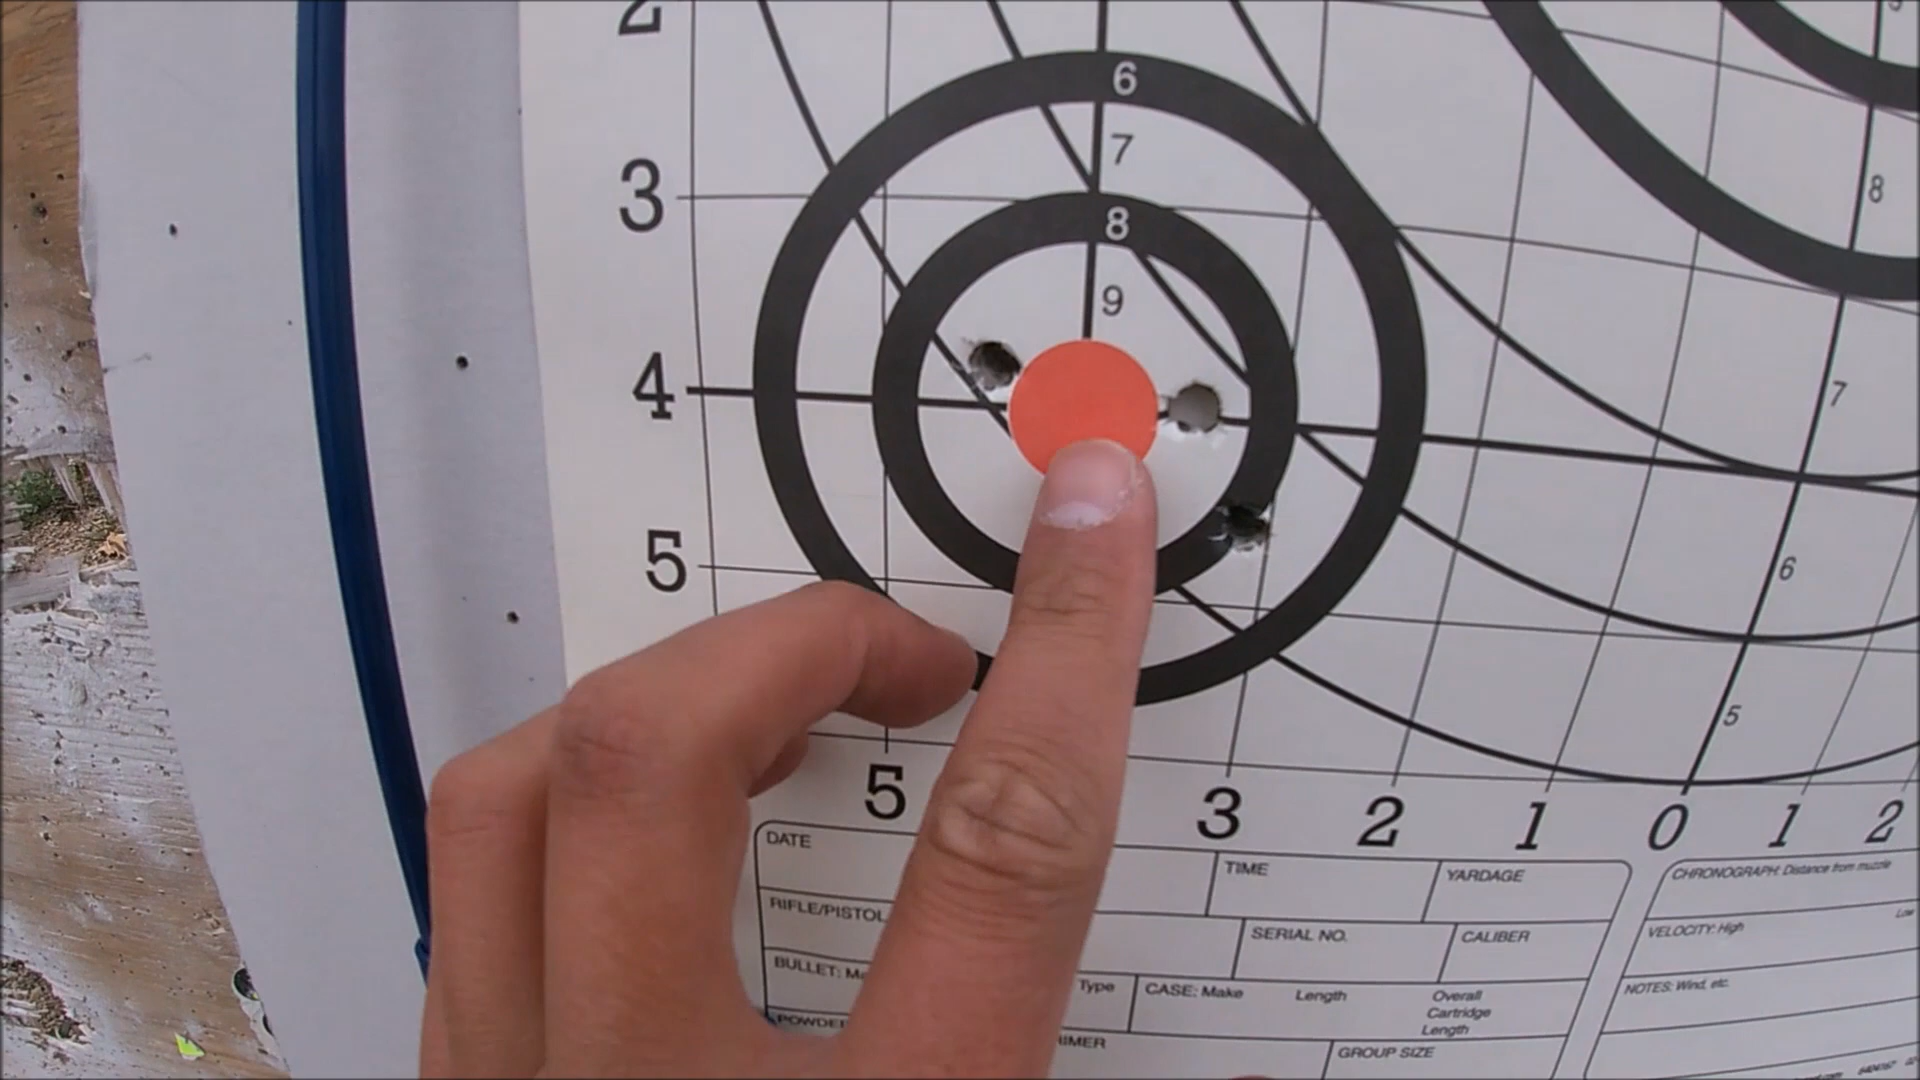 2
6
7
3
8
8
9
4
7
5
6
5
5 3 2 1 0 1 2
DATE TIME YARDAGE
RIFLE/PISTOL SERIAL NO. CALIBER
BULLET: Type CASE: Make Length Overall
Cartridge
Length
GROUP SIZE
CHRONOGRAPH: Distance from muzzle
VELOCITY: High Low
NOTES: Wind, etc.